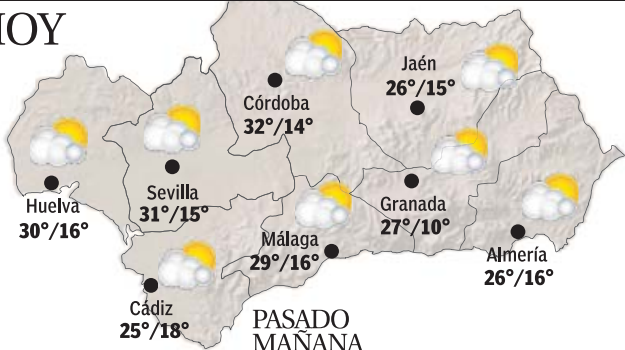 HOY
Jaén
26°/15°
Córdoba
32°/14°
Huelva
30°/16°
Sevilla
31°/15°
Granada
27°/10°
Málaga
29°/16°
Almería
26°/16°
Cádiz
25°/18°
PASADO
MAÑANA